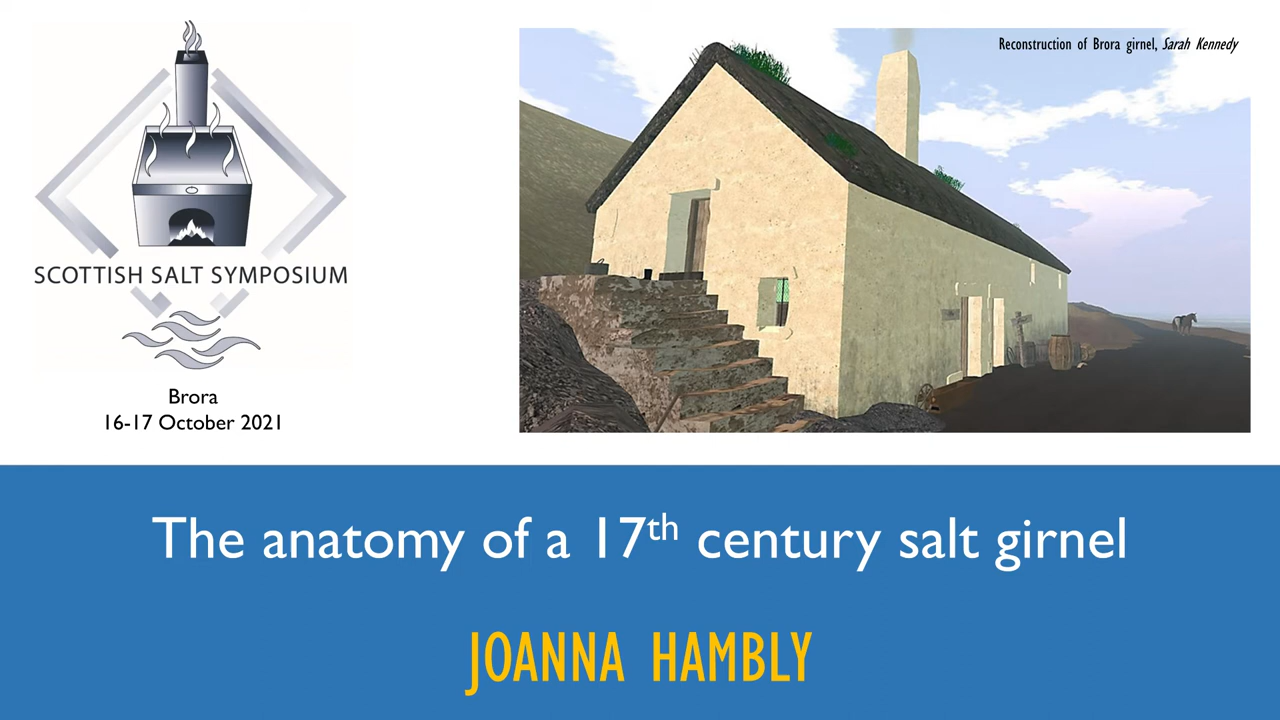 Reconstruction of Brora girnel, Sarah Kennedy
SCOTTISH SALT SYMPOSIUM
Brora
16-17 October 2021
The anatomy of a 17th century salt girnel
JOANNA HAMBLY